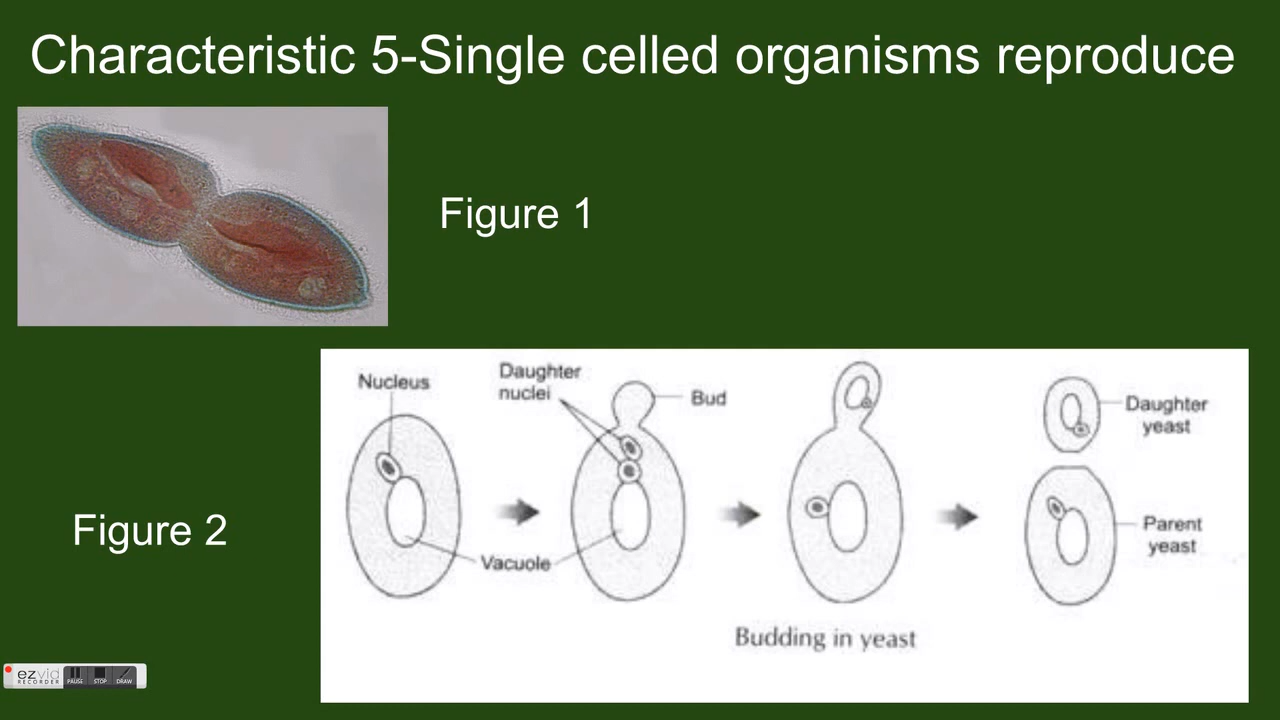 Characteristic 5-Single celled organisms reproduce
Figure 1
Nucleus
Daughter
nuclei
Bud
Daughter
yeast
Figure 2
Vacuole
Parent
yeast
Budding in yeast
ezvid
RECORDER
PAUSE
STOP
DRAW